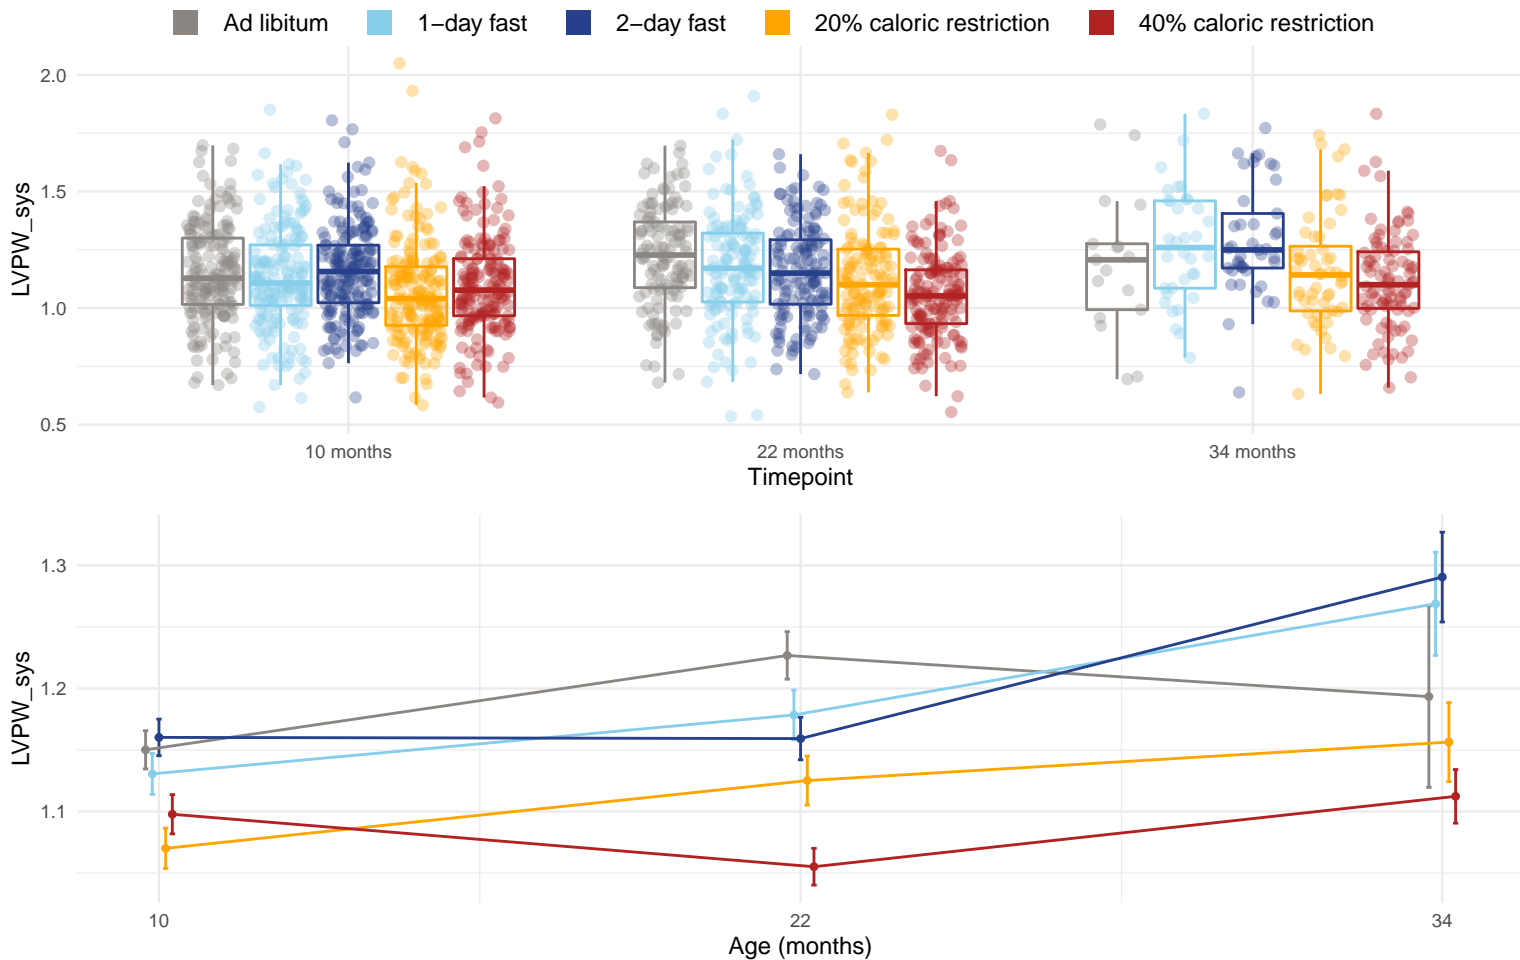 Ad libitum 1−day fast 2−day fast 20% caloric restriction 40% caloric restriction
2.0
1.5
1.0
0.5
LVPW_sys
10 months 22 months 34 months
Timepoint
1.3
1.2
1.1
LVPW_sys
10 22 34
Age (months)